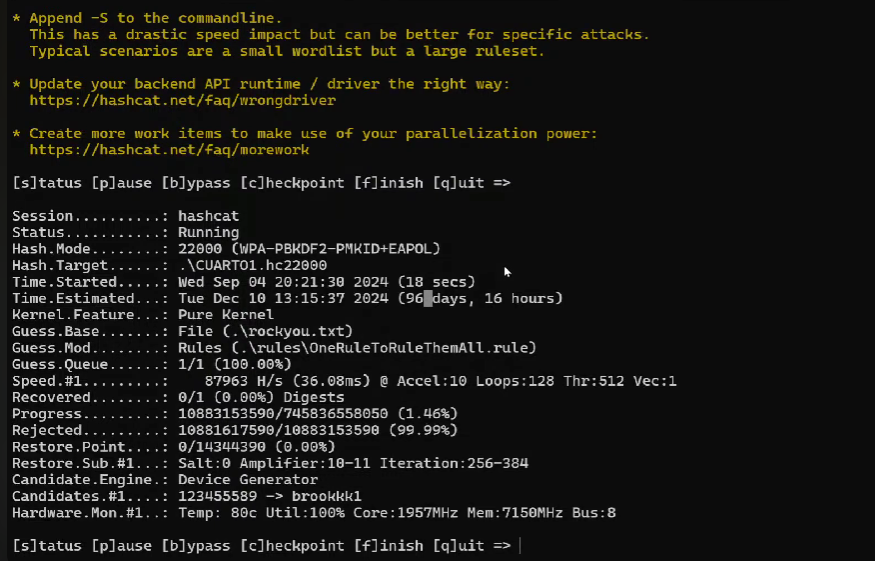 * Append -S to the commandline.
This has a drastic speed impact but can be better for specific attacks.
Typical scenarios are a small wordlist but a large ruleset.
* Update your backend API runtime / driver the right way:
https://hashcat.net/faq/wrongdriver
* Create more work items to make use of your parallelization power:
https://hashcat.net/faq/morework
[s]tatus [p]ause [b]ypass [c]heckpoint [f]inish [q]uit =>
Session..........: hashcat
Status...........: Running
Hash.Mode........: 22000 (WPA-PBKDF2-PMKID+EAPOL)
Hash.Target......: .\CUARTO1.hc22000
Time.Started.....: Wed Sep 04 20:21:30 2024 (18 secs)
Time.Estimated...: Tue Dec 10 13:15:37 2024 (96 days, 16 hours)
Kernel.Feature...: Pure Kernel
Guess.Base.......: File (.\rockyou.txt)
Guess.Mod........: Rules (.\rules\OneRuleToRuleThemAll.rule)
Guess.Queue......: 1/1 (100.00%)
Speed.#1.........:    87963 H/s (36.08ms) @ Accel:10 Loops:128 Thr:512 Vec:1
Recovered........: 0/1 (0.00%) Digests
Progress.........: 10883153590/745836558050 (1.46%)
Rejected.........: 10881617590/10883153590 (99.99%)
Restore.Point....: 0/14344390 (0.00%)
Restore.Sub.#1...: Salt:0 Amplifier:10-11 Iteration:256-384
Candidate.Engine.: Device Generator
Candidates.#1....: 123455589 -> brookkk1
Hardware.Mon.#1..: Temp: 80c Util:100% Core:1957MHz Mem:7150MHz Bus:8
[s]tatus [p]ause [b]ypass [c]heckpoint [f]inish [q]uit =>